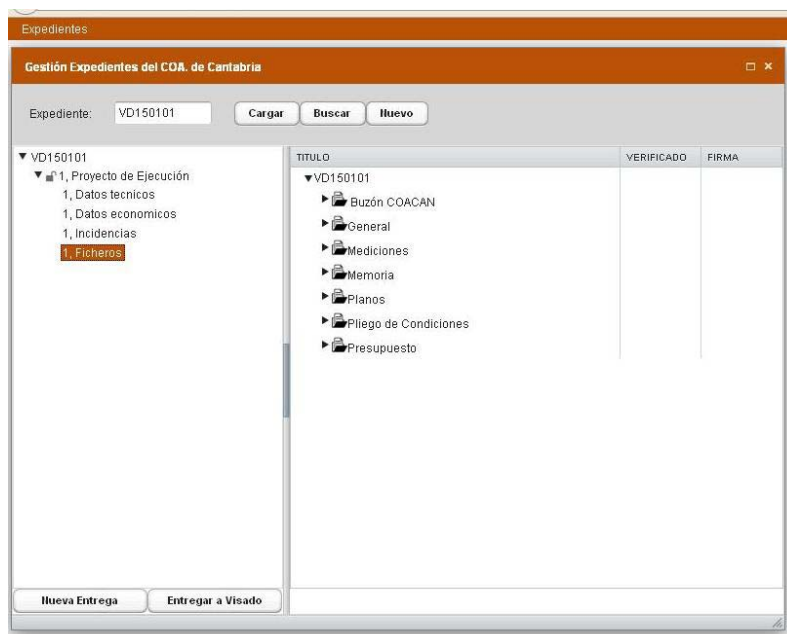 Expedientes
Gestión Expedientes del COA. de Cantabria
Expediente: VD150101 Cargar Buscar Nuevo
VD150101
1, Proyecto de Ejecución
1, Datos tecnicos
1, Datos economicos
1, Incidencias
1, Ficheros
Nueva Entrega Entregar a Visado
TITULO VERIFICADO FIRMA
VD150101
Buzón COACAN
General
Mediciones
Memoria
Planos
Pliego de Condiciones
Presupuesto